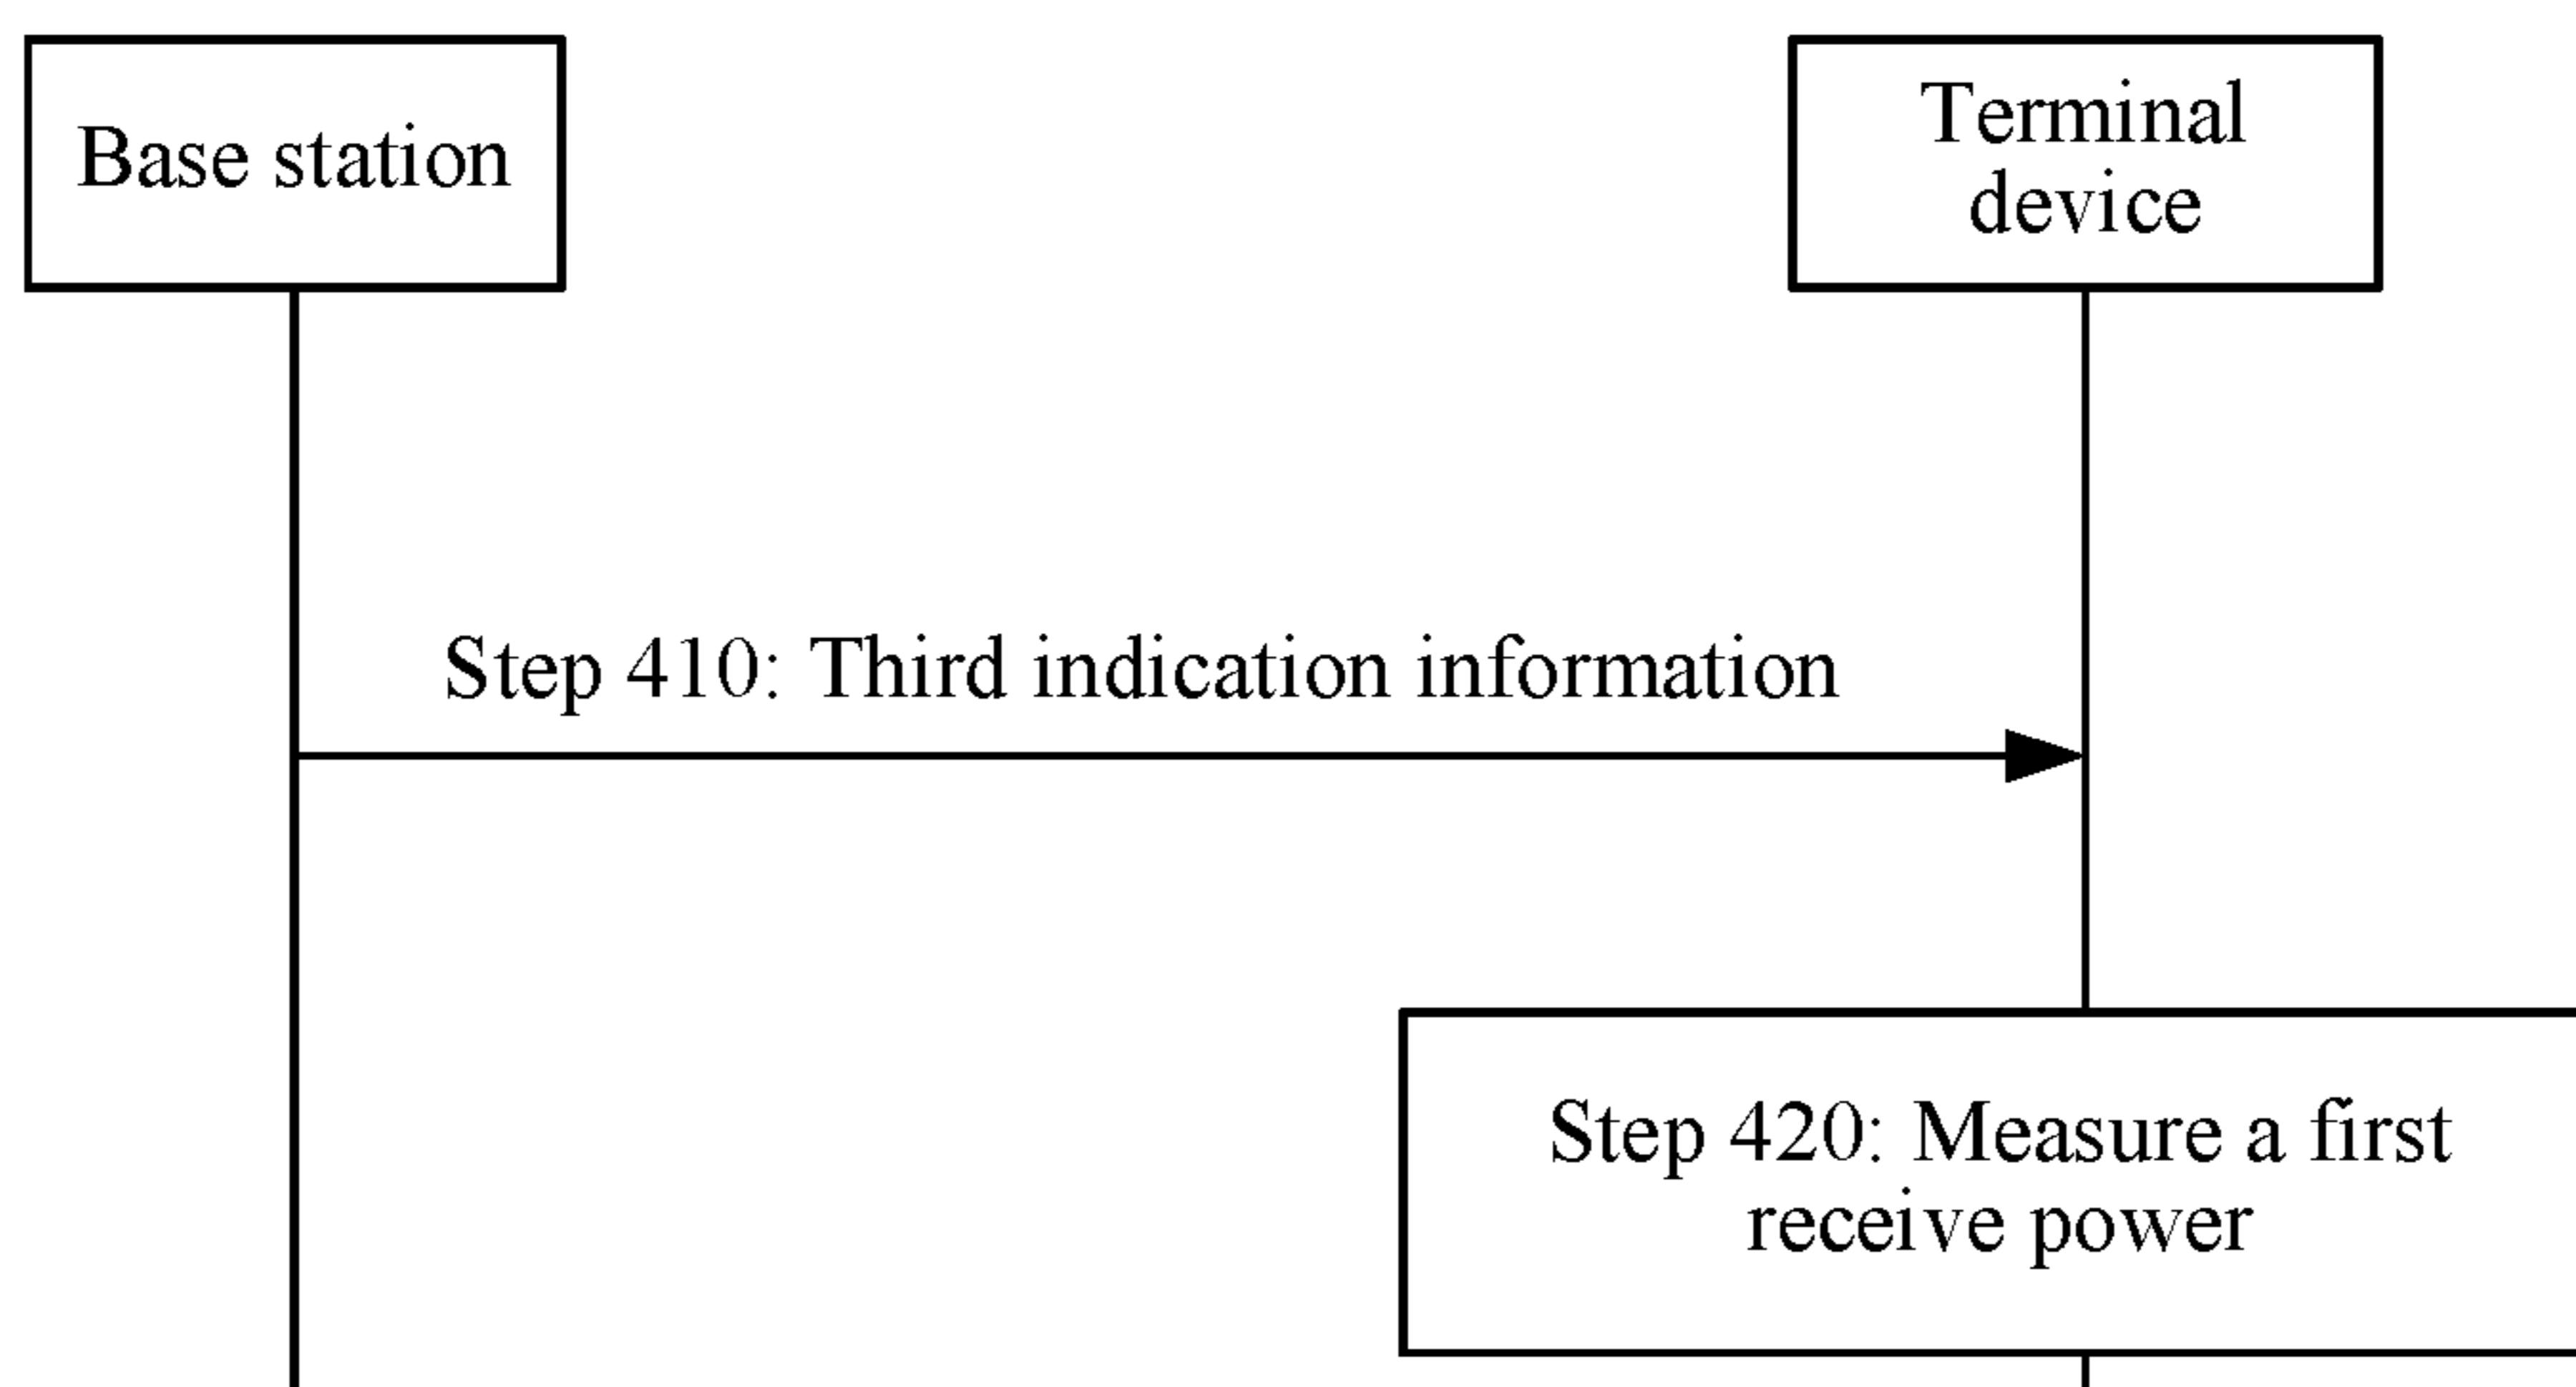 Base station
Terminal
device
Step 410: Third indication information
Step 420: Measure a first
receive power